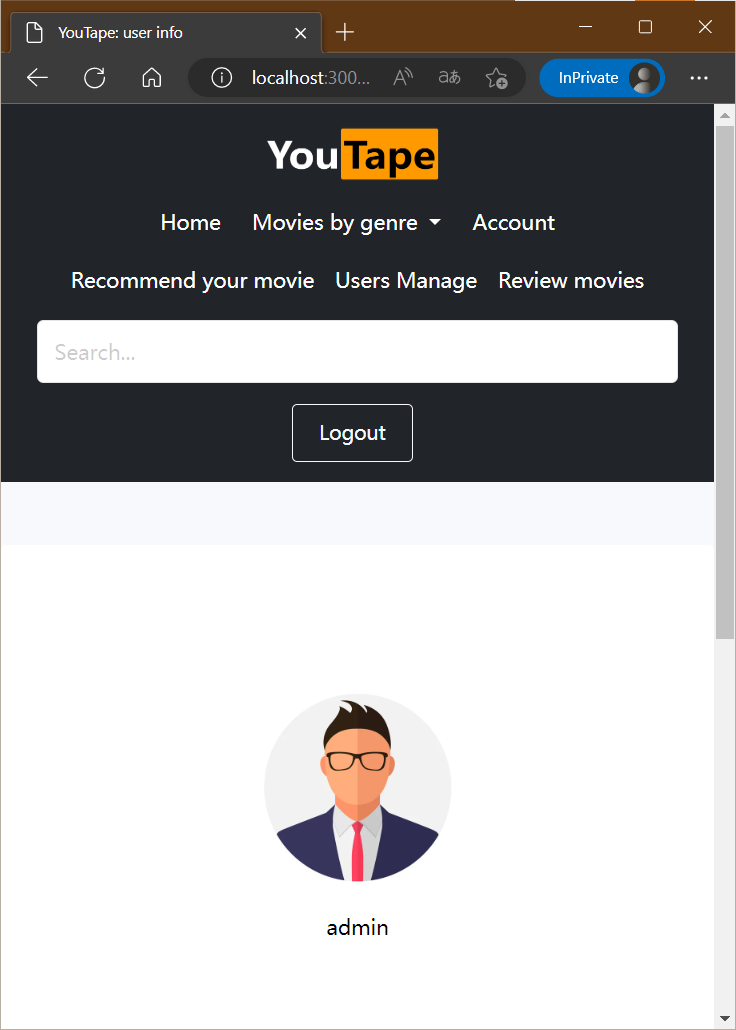 YouTape: user info
localhost:300...
InPrivate
YouTape
Home Movies by genre Account
Recommend your movie Users Manage Review movies
Search...
Logout
admin